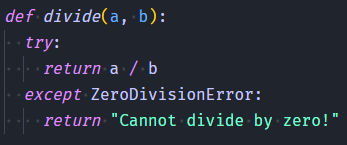 def divide(a, b):
  try:
    return a / b
  except ZeroDivisionError:
    return "Cannot divide by zero!"